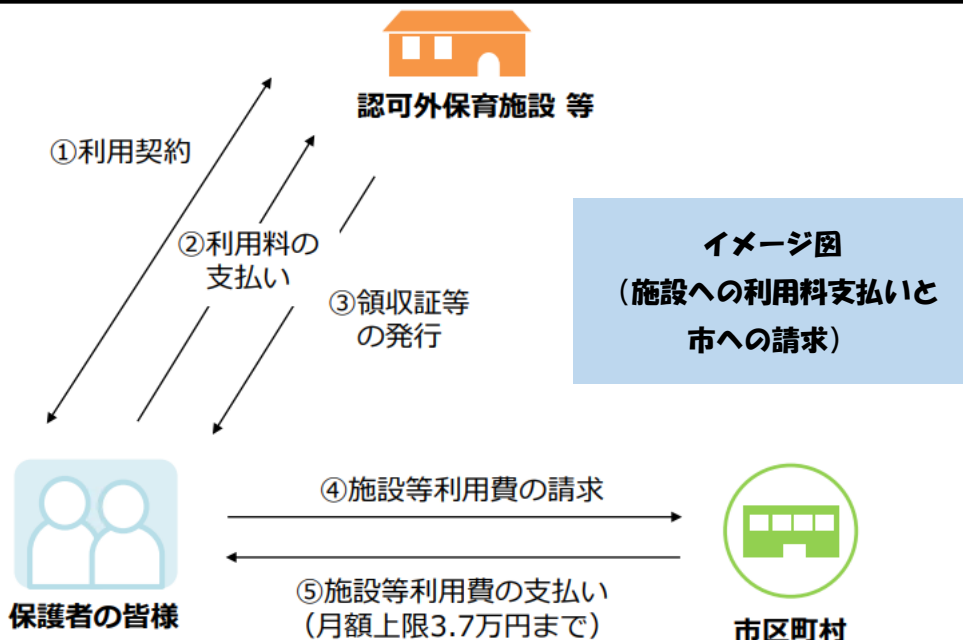 認可外保育施設 等
①利用契約
②利用料の
支払い
③領収証等
の発行
イメージ図
（施設への利用料支払いと
市への請求）
④施設等利用費の請求
⑤施設等利用費の支払い
（月額上限3.7万円まで）
保護者の皆様
市区町村